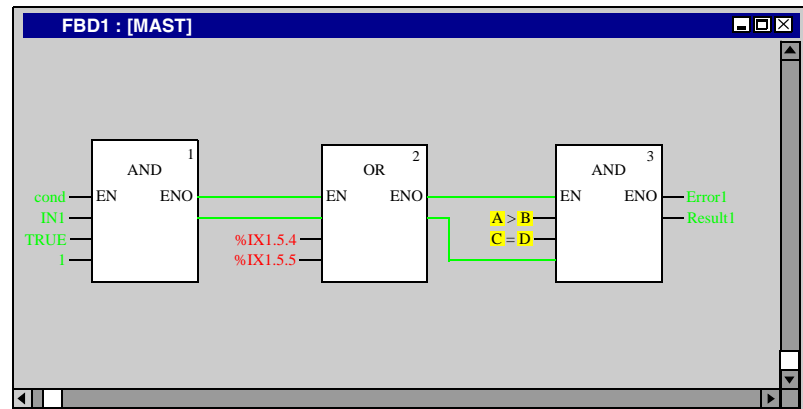 FBD1 : [MAST]
1
AND
cond EN ENO
IN1
TRUE
1
2
OR
EN ENO
%IX1.5.4
%IX1.5.5
3
AND
EN ENO Error1
A > B Result1
C = D